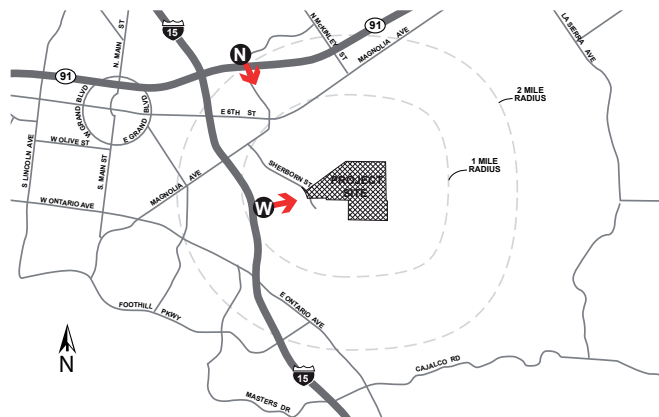 15
N MCKINLEY ST
MAGNOLIA AVE
LA SIERRA AVE
N. MAIN ST
N
91
91
2 MILE
RADIUS
W GRAND BLVD
E GRAND BLVD
E 6TH ST
S LINCOLN AVE
W OLIVE ST
S. MAIN ST
SHERBORN ST
1 MILE
RADIUS
PROJECT
SITE
MAGNOLIA AVE
W ONTARIO AVE
W
E ONTARIO AVE
FOOTHILL
PKWY
N
CAJALCO RD
15
MASTERS DR